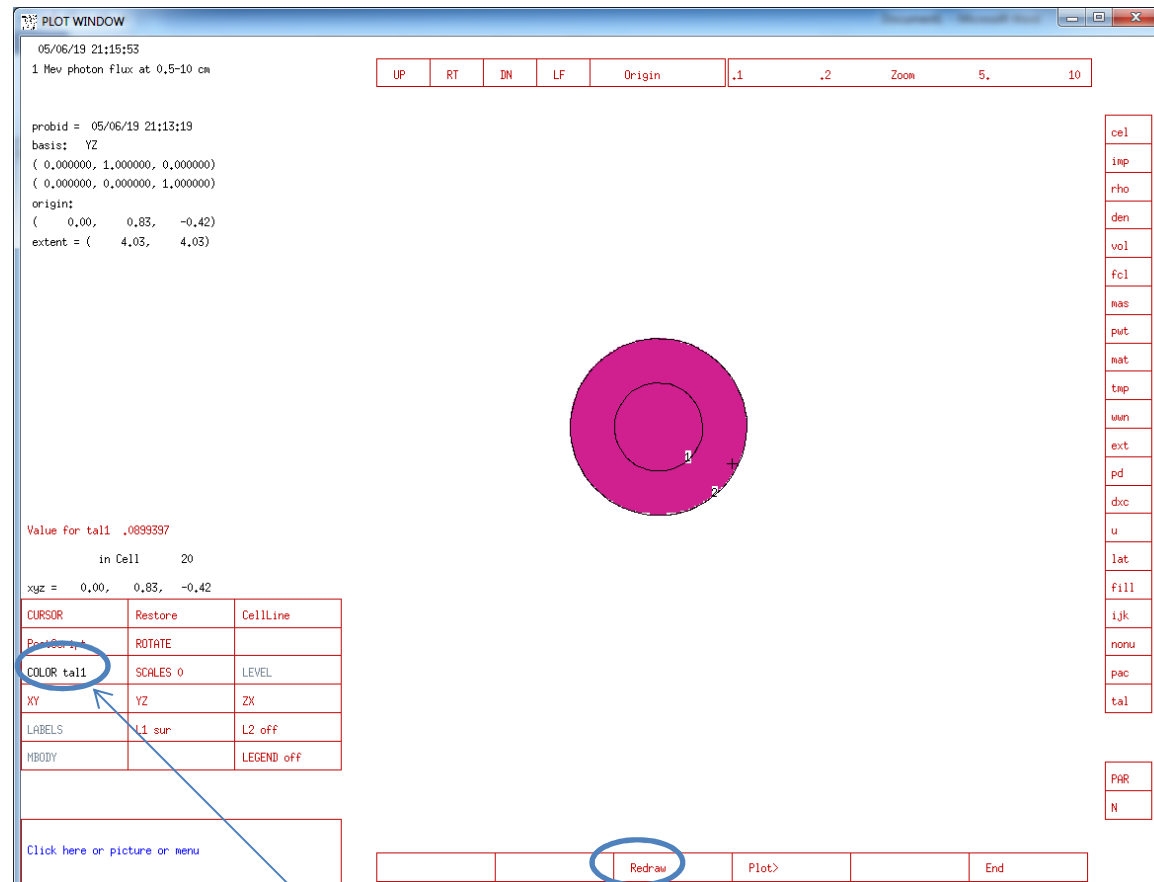 PLOT WINDOW
05/06/19 21:15:53
1 Mev photon flux at 0.5-10 cm
UP RT DN LF Origin .1 .2 Zoom 5. 10
probid = 05/06/19 21:13:19
basis: YZ
( 0.000000, 1.000000, 0.000000)
( 0.000000, 0.000000, 1.000000)
origin:
( 0.00, 0.83, -0.42)
extent = ( 4.03, 4.03)
cel
imp
rho
den
vol
fcl
mas
pwt
mat
tmp
wwn
ext
pd
dxc
u
lat
fill
ijk
nonu
pac
tal
PAR
N
1
2
Value for tal1 .0899397
in Cell 20
xyz = 0.00, 0.83, -0.42
CURSOR Restore CellLine
PostScript ROTATE
COLOR tal1 SCALES 0 LEVEL
XY YZ ZX
LABELS L1 sur L2 off
MBODY LEGEND off
Click here or picture or menu
Redraw Plot> End